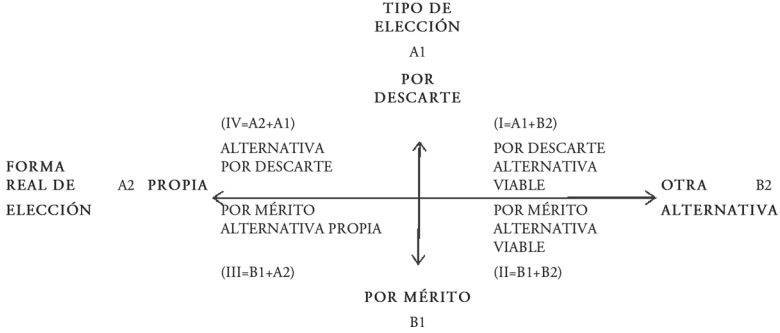 TIPO DE
ELECCIÓN
A1
POR
DESCARTE
(IV=A2+A1)
ALTERNATIVA
POR DESCARTE
(I=A1+B2)
POR DESCARTE
ALTERNATIVA
VIABLE
FORMA
REAL DE
ELECCIÓN
A2 PROPIA
OTRA B2
ALTERNATIVA
POR MÉRITO
ALTERNATIVA PROPIA
(III=B1+A2)
POR MÉRITO
ALTERNATIVA
VIABLE
(II=B1+B2)
POR MÉRITO
B1